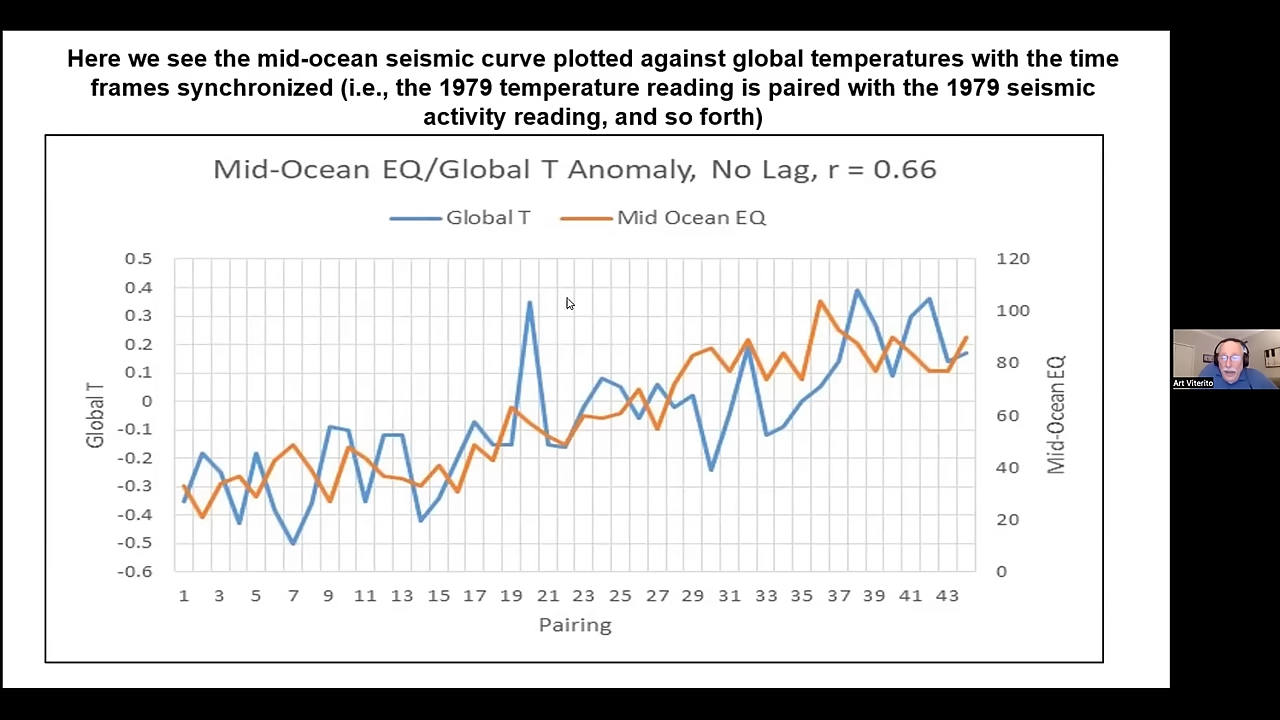 Here we see the mid-ocean seismic curve plotted against global temperatures with the time
frames synchronized (i.e., the 1979 temperature reading is paired with the 1979 seismic
activity reading, and so forth)
Mid-Ocean EQ/Global T Anomaly, No Lag, r = 0.66
Global T
Mid Ocean EQ
0.5
0.4
0.3
0.2
0.1
0
-0.1
-0.2
-0.3
-0.4
-0.5
-0.6
Global T
120
100
80
60
40
20
0
Mid-Ocean EQ
1 3 5 7 9 11 13 15 17 19 21 23 25 27 29 31 33 35 37 39 41 43
Pairing
Art Viterito